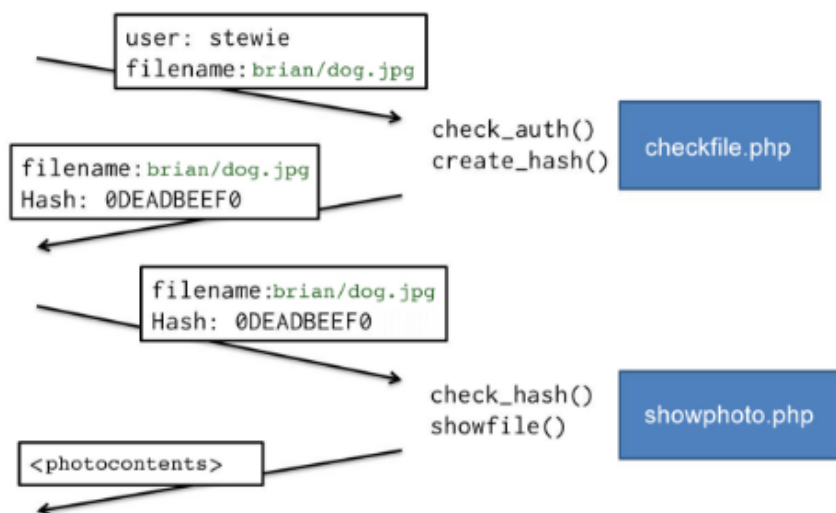 user: stewie
filename:brian/dog.jpg
check_auth()
create_hash()
checkfile.php
filename:brian/dog.jpg
Hash: 0DEADBEEF0
filename:brian/dog.jpg
Hash: 0DEADBEEF0
check_hash()
showfile()
showphoto.php
<photocontents>